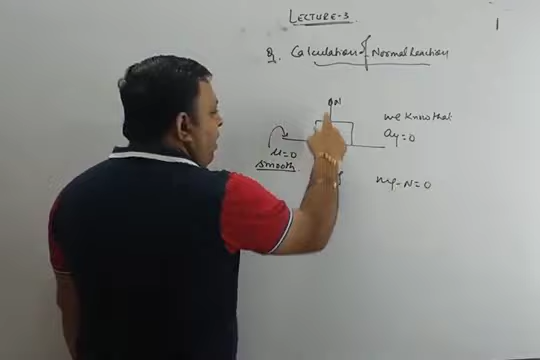 LECTURE-3
1
Q. Calculation of Normal Reaction
N
we know that
ay=0
μ=0
smooth
mg-N=0